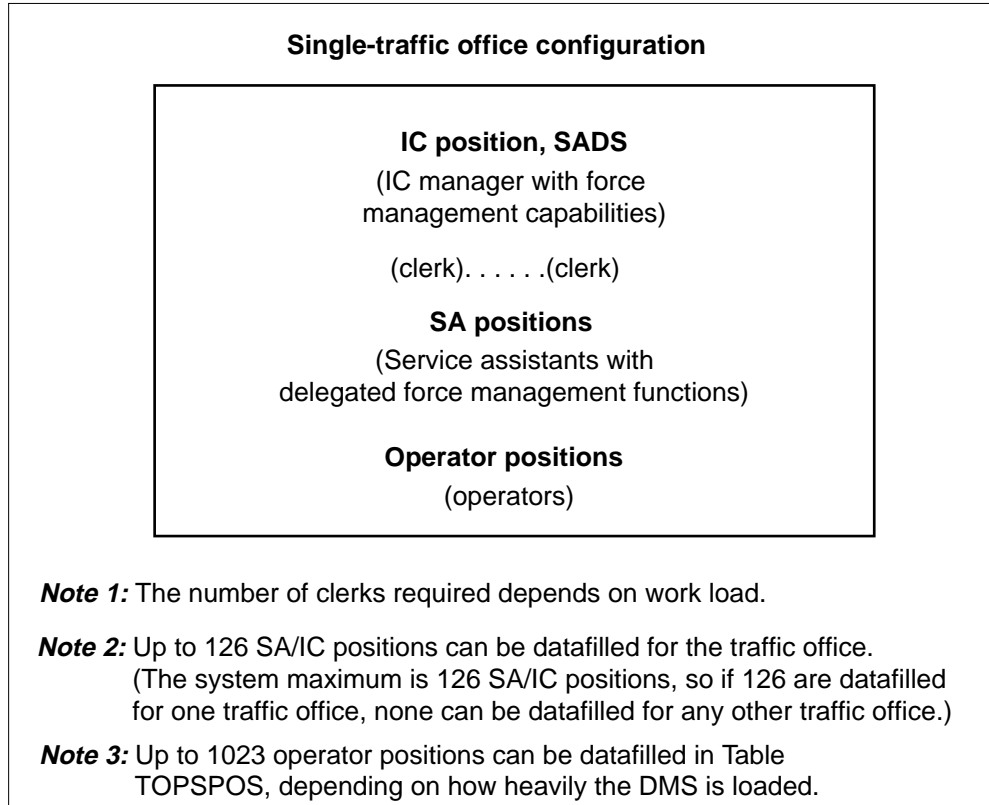 Single-traffic office configuration
IC position, SADS
(IC manager with force
management capabilities)
(clerk). . . . . .(clerk)
SA positions
(Service assistants with
delegated force management functions)
Operator positions
(operators)
Note 1: The number of clerks required depends on work load.
Note 2: Up to 126 SA/IC positions can be datafilled for the traffic office.
(The system maximum is 126 SA/IC positions, so if 126 are datafilled
for one traffic office, none can be datafilled for any other traffic office.)
Note 3: Up to 1023 operator positions can be datafilled in Table
TOPSPOS, depending on how heavily the DMS is loaded.